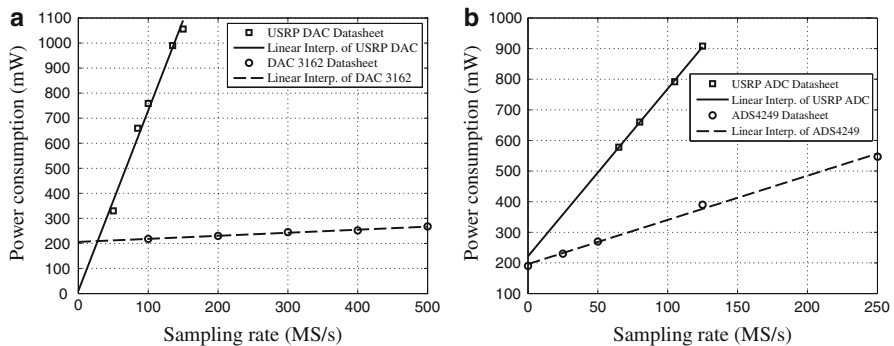 a
1100
1000
900
800
700
600
500
400
300
200
100
0
Power consumption (mW)
USRP DAC Datasheet
Linear Interp. of USRP DAC
DAC 3162 Datasheet
Linear Interp. of DAC 3162
0 100 200 300 400 500
Sampling rate (MS/s)
b
1000
900
800
700
600
500
400
300
200
100
Power consumption (mW)
USRP ADC Datasheet
Linear Interp. of USRP ADC
ADS4249 Datasheet
Linear Interp. of ADS4249
0 50 100 150 200 250
Sampling rate (MS/s)